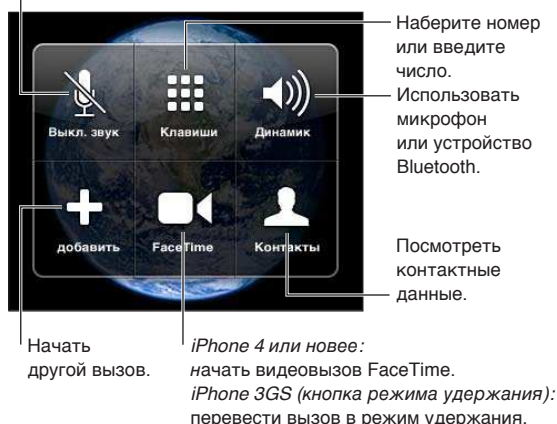 Наберите номер
или введите
число.
Использовать
микрофон
или устройство
Bluetooth.
Выкл. звук
Клавиши
Динамик
добавить
FaceTime
Контакты
Посмотреть
контактные
данные.
Начать
другой вызов.
iPhone 4 или новее:
начать видеовызов FaceTime.
iPhone 3GS (кнопка режима удержания):
перевести вызов в режим удержания.